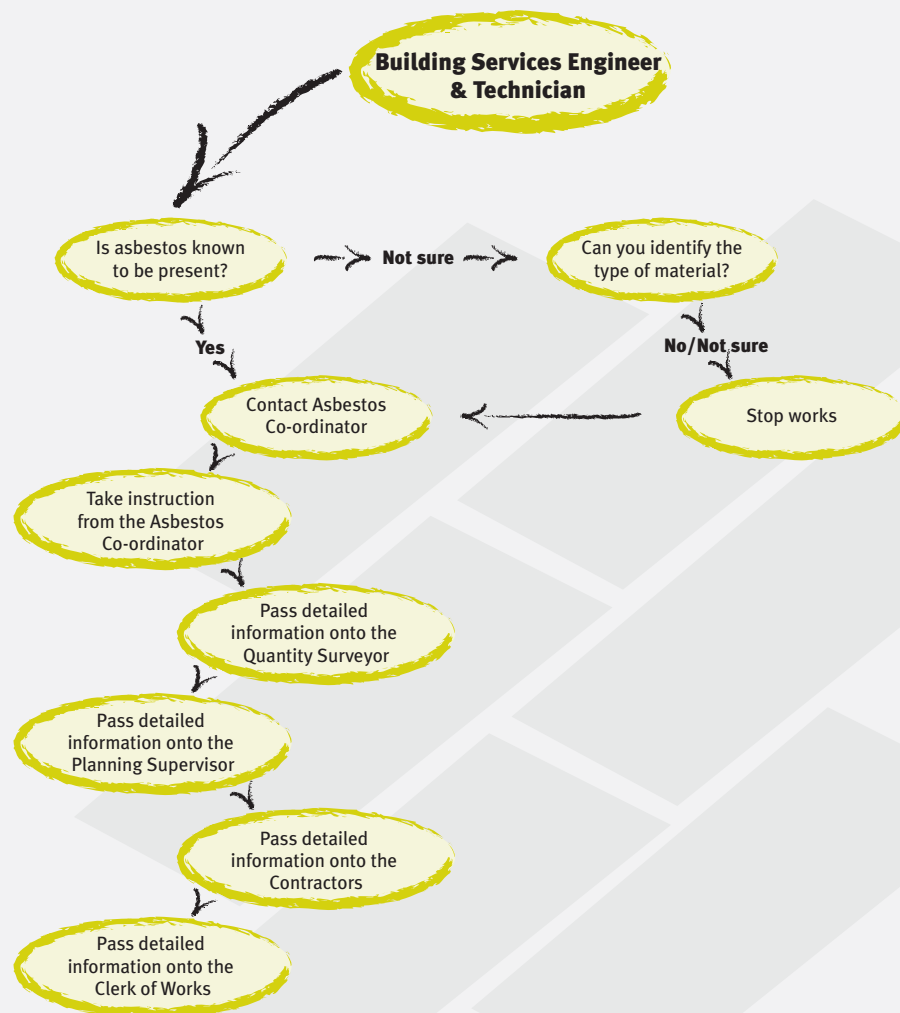 Building Services Engineer
& Technician
Is asbestos known
to be present?
Not sure
Can you identify the
type of material?
Yes
No/Not sure
Contact Asbestos
Co-ordinator
Stop works
Take instruction
from the Asbestos
Co-ordinator
Pass detailed
information onto the
Quantity Surveyor
Pass detailed
information onto the
Planning Supervisor
Pass detailed
information onto the
Contractors
Pass detailed
information onto the
Clerk of Works